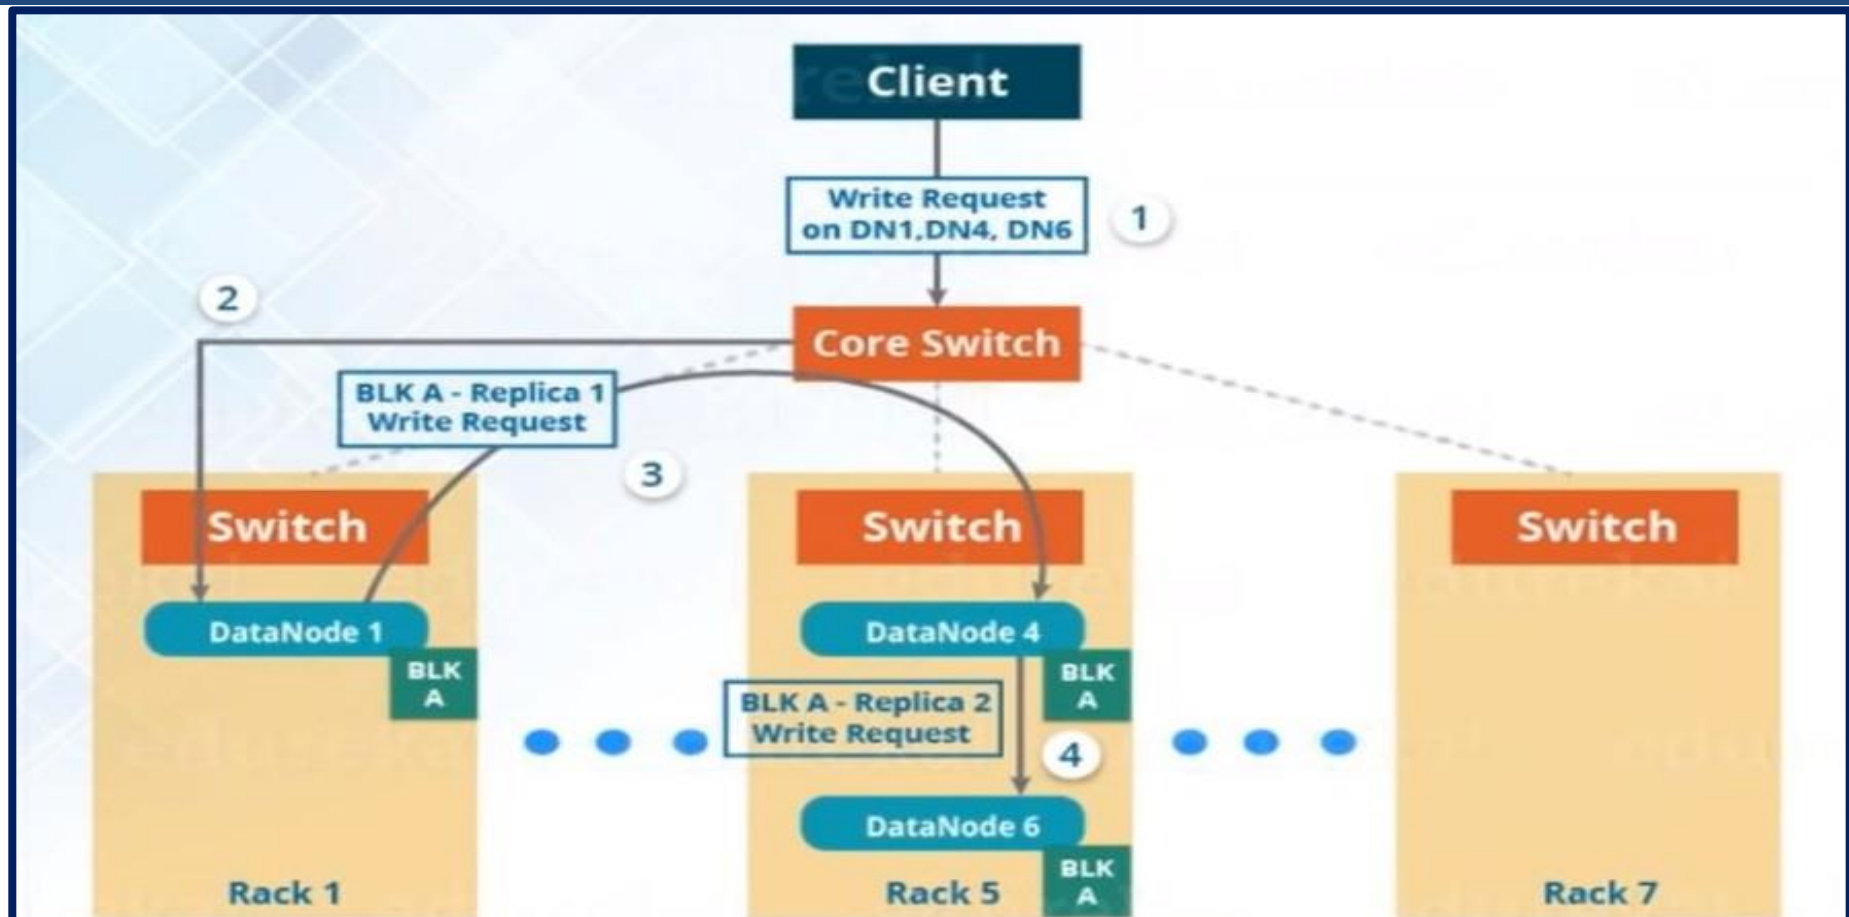 Client
Write Request
on DN1,DN4, DN6
1
2
Core Switch
BLK A - Replica 1
Write Request
3
Switch
Switch
Switch
DataNode 1
DataNode 4
BLK
A
BLK
A
BLK A - Replica 2
Write Request
4
DataNode 6
BLK
A
Rack 1
Rack 5
Rack 7